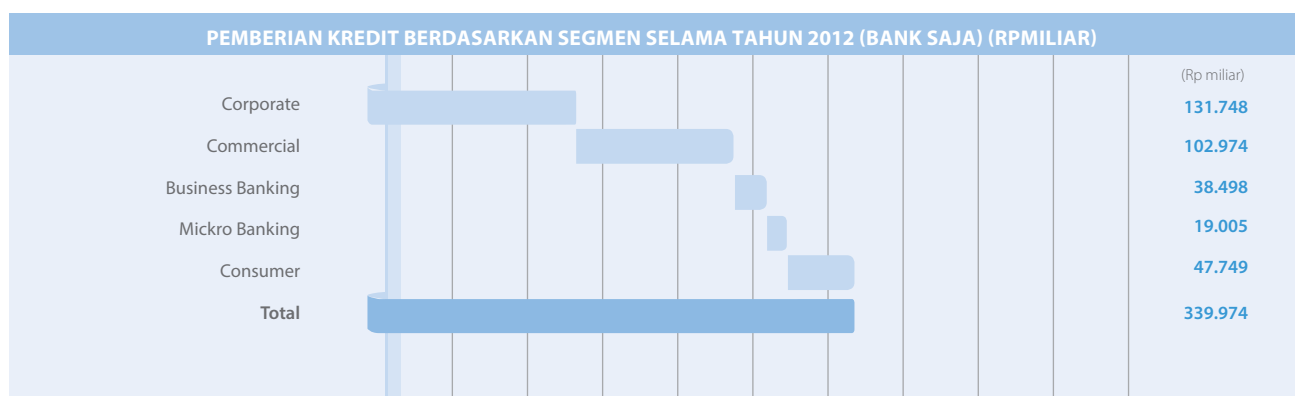 PEMBERIAN KREDIT BERDASARKAN SEGMEN SELAMA TAHUN 2012 (BANK SAJA) (RPMILIAR)
(Rp miliar)
Corporate 131.748
Commercial 102.974
Business Banking 38.498
Mickro Banking 19.005
Consumer 47.749
Total 339.974